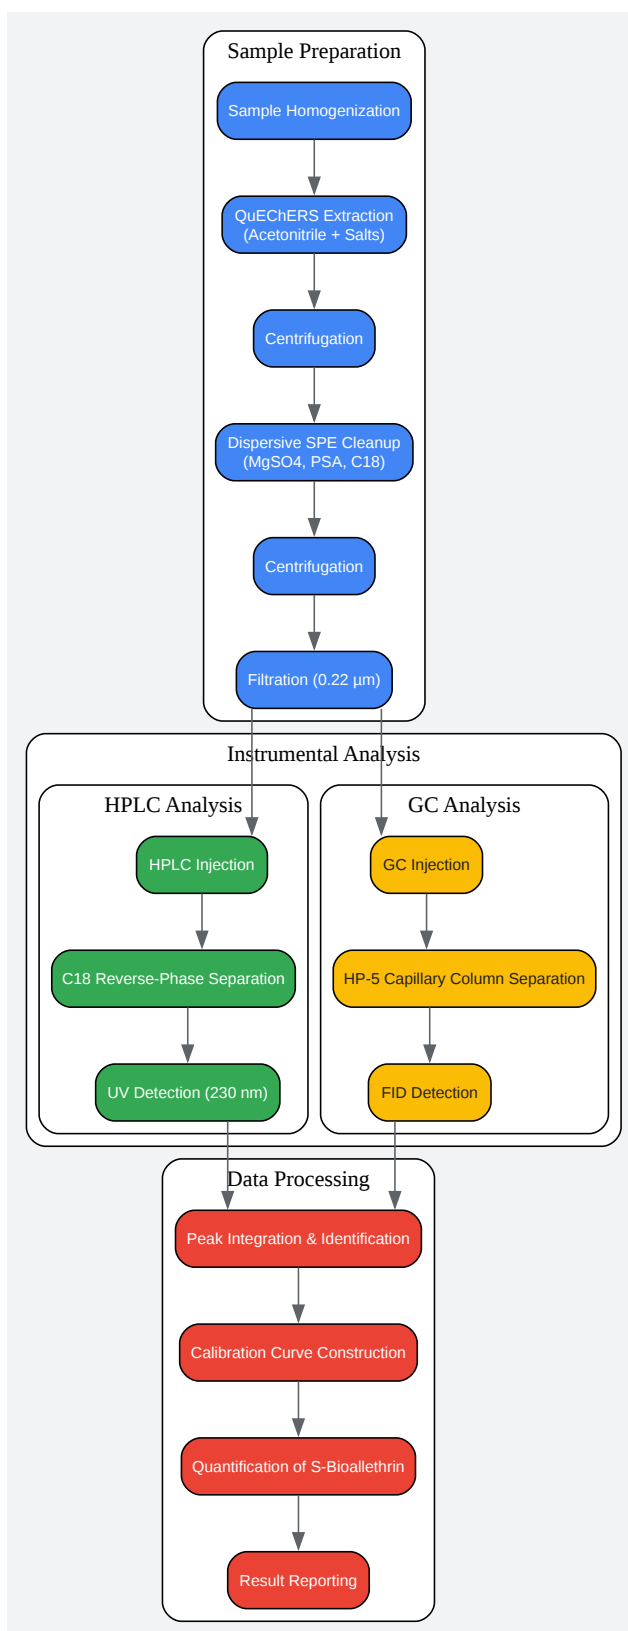 Sample Preparation
Sample Homogenization
QuEChERS Extraction
(Acetonitrile + Salts)
Centrifugation
Dispersive SPE Cleanup
(MgSO4, PSA, C18)
Centrifugation
Filtration (0.22 µm)
Instrumental Analysis
HPLC Analysis
HPLC Injection
C18 Reverse-Phase Separation
UV Detection (230 nm)
GC Analysis
GC Injection
HP-5 Capillary Column Separation
FID Detection
Data Processing
Peak Integration & Identification
Calibration Curve Construction
Quantification of S-Bioallethrin
Result Reporting